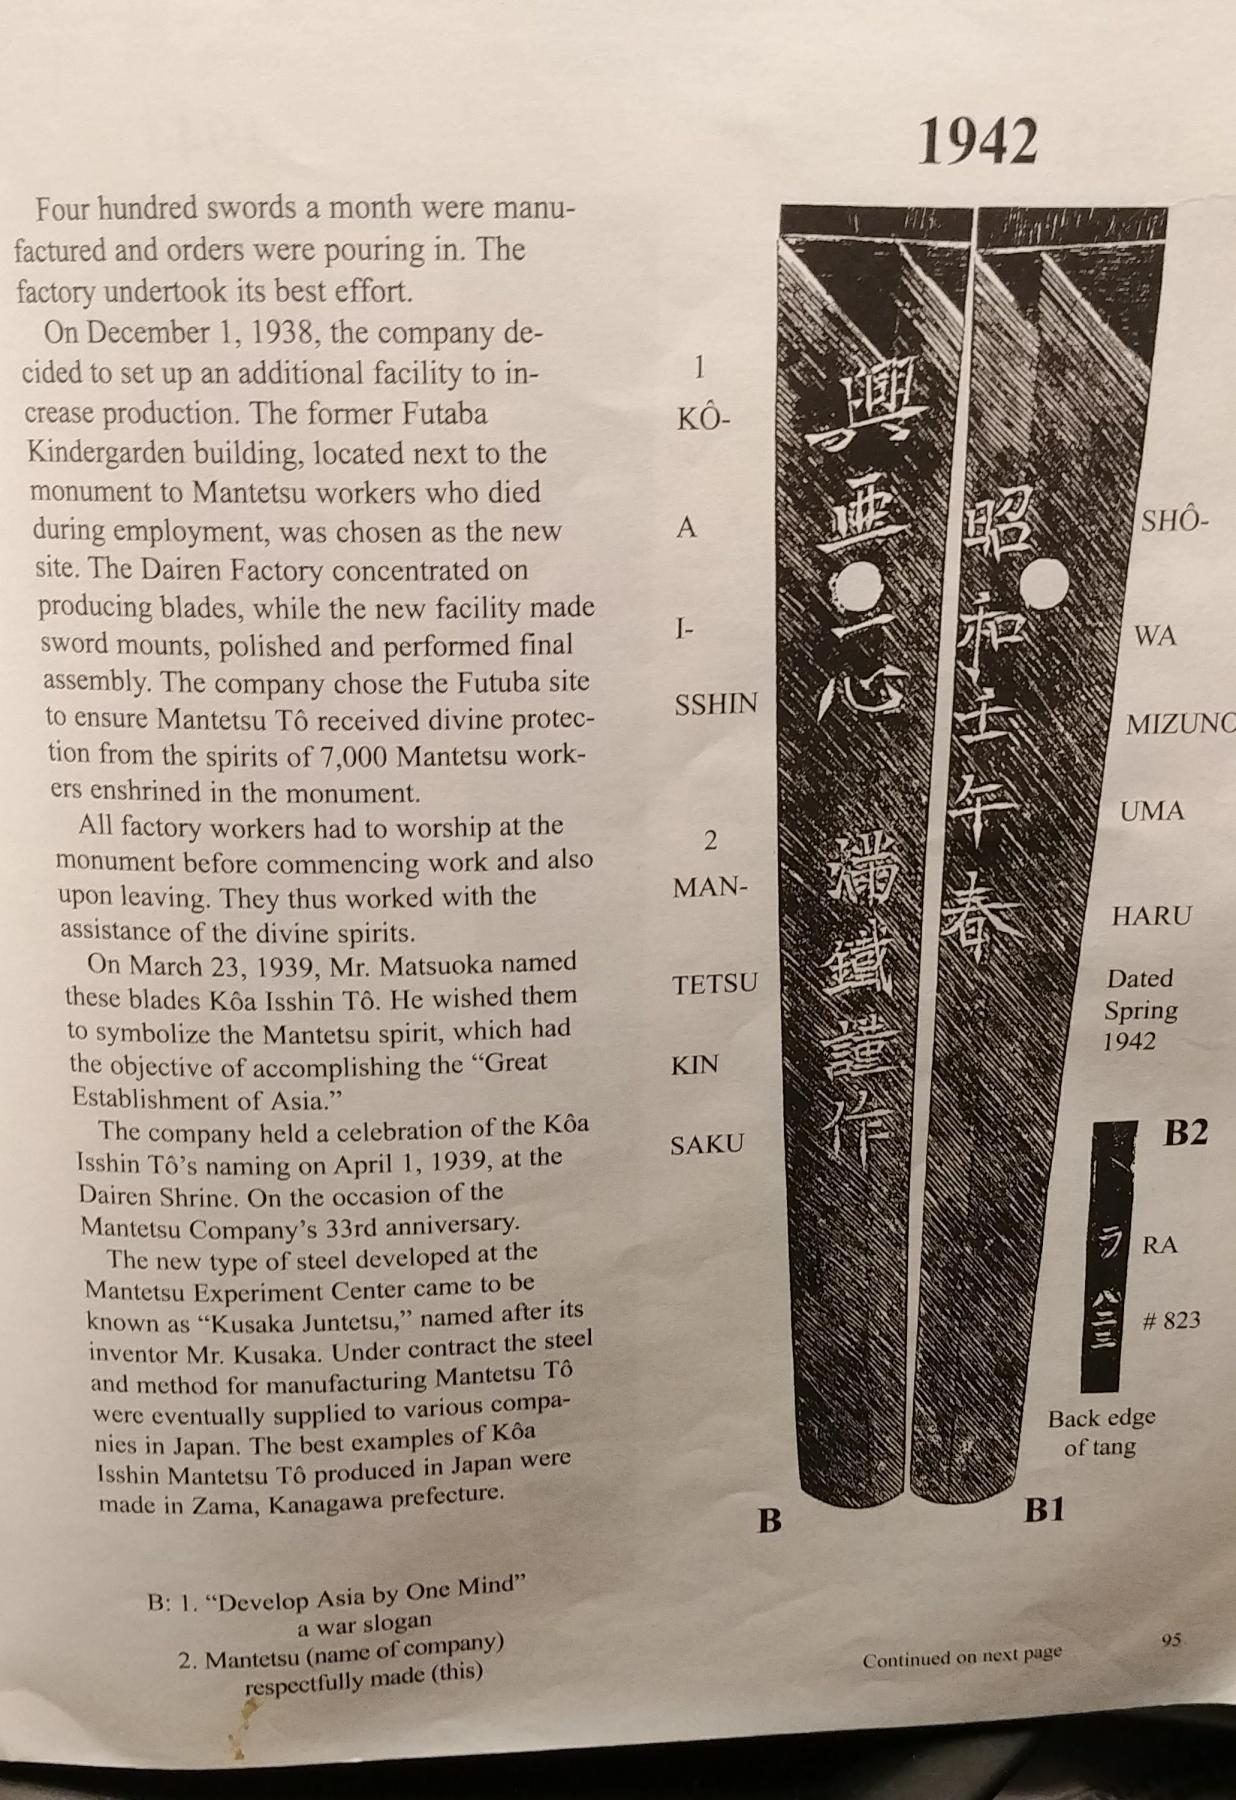 1942
Four hundred swords a month were manu-
factured and orders were pouring in. The
factory undertook its best effort.
On December 1, 1938, the company de-
cided to set up an additional facility to in-
crease production. The former Futaba
Kindergarden building, located next to the
monument to Mantetsu workers who died
during employment, was chosen as the new
site. The Dairen Factory concentrated on
producing blades, while the new facility made
sword mounts, polished and performed final
assembly. The company chose the Futuba site
to ensure Mantetsu Tô received divine protec-
tion from the spirits of 7,000 Mantetsu work-
ers enshrined in the monument.
All factory workers had to worship at the
monument before commencing work and also
upon leaving. They thus worked with the
assistance of the divine spirits.
On March 23, 1939, Mr. Matsuoka named
these blades Kôa Isshin Tô. He wished them
to symbolize the Mantetsu spirit, which had
the objective of accomplishing the “Great
Establishment of Asia.”
The company held a celebration of the Kôa
Isshin Tô’s naming on April 1, 1939, at the
Dairen Shrine. On the occasion of the
Mantetsu Company’s 33rd anniversary.
The new type of steel developed at the
Mantetsu Experiment Center came to be
known as “Kusaka Juntetsu,” named after its
inventor Mr. Kusaka. Under contract the steel
and method for manufacturing Mantetsu Tô
were eventually supplied to various compa-
nies in Japan. The best examples of Kôa
Isshin Mantetsu Tô produced in Japan were
made in Zama, Kanagawa prefecture.
B: 1. “Develop Asia by One Mind”
a war slogan
2. Mantetsu (name of company)
respectfully made (this)
1
KÔ-
A
I-
SSHIN
2
MAN-
TETSU
KIN
SAKU
興亜一心
満鉄謹作
昭和壬午春
SHÔ-
WA
MIZUNO
UMA
HARU
Dated
Spring
1942
B2
ラ
八二三
RA
# 823
Back edge
of tang
B
B1
Continued on next page
95